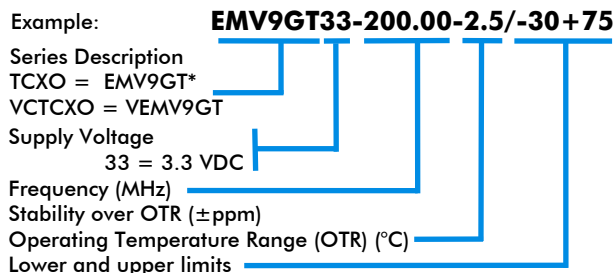 Example: EMV9GT33-200.00-2.5/-30+75
Series Description
TCXO = EMV9GT*
VCTCXO = VEMV9GT
Supply Voltage
33 = 3.3 VDC
Frequency (MHz)
Stability over OTR (±ppm)
Operating Temperature Range (OTR) (°C)
Lower and upper limits